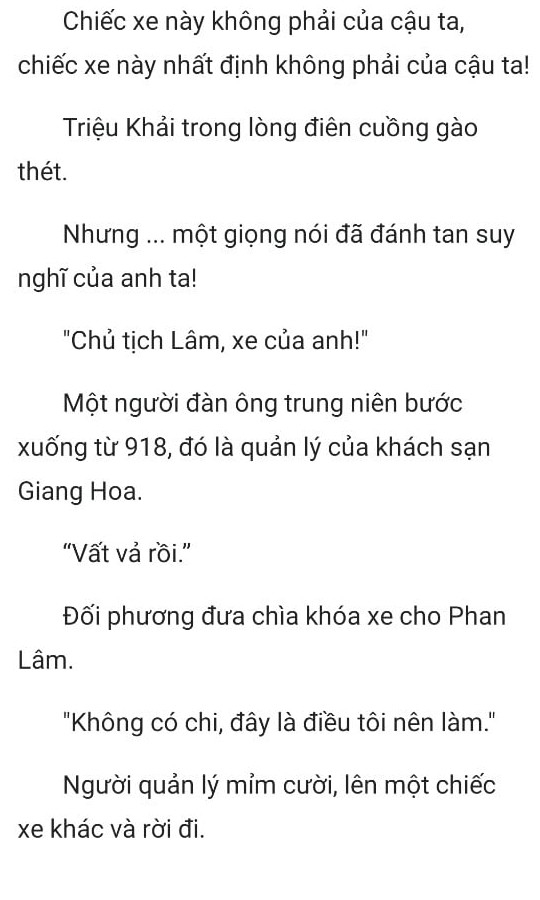 Chiếc xe này không phải của cậu ta,
chiếc xe này nhất định không phải của cậu ta!
Triệu Khải trong lòng điên cuồng gào
thét.
Nhưng ... một giọng nói đã đánh tan suy
nghĩ của anh ta!
"Chủ tịch Lâm, xe của anh!"
Một người đàn ông trung niên bước
xuống từ 918, đó là quản lý của khách sạn
Giang Hoa.
“Vất vả rồi.”
Đối phương đưa chìa khóa xe cho Phan
Lâm.
"Không có chi, đây là điều tôi nên làm."
Người quản lý mỉm cười, lên một chiếc
xe khác và rời đi.